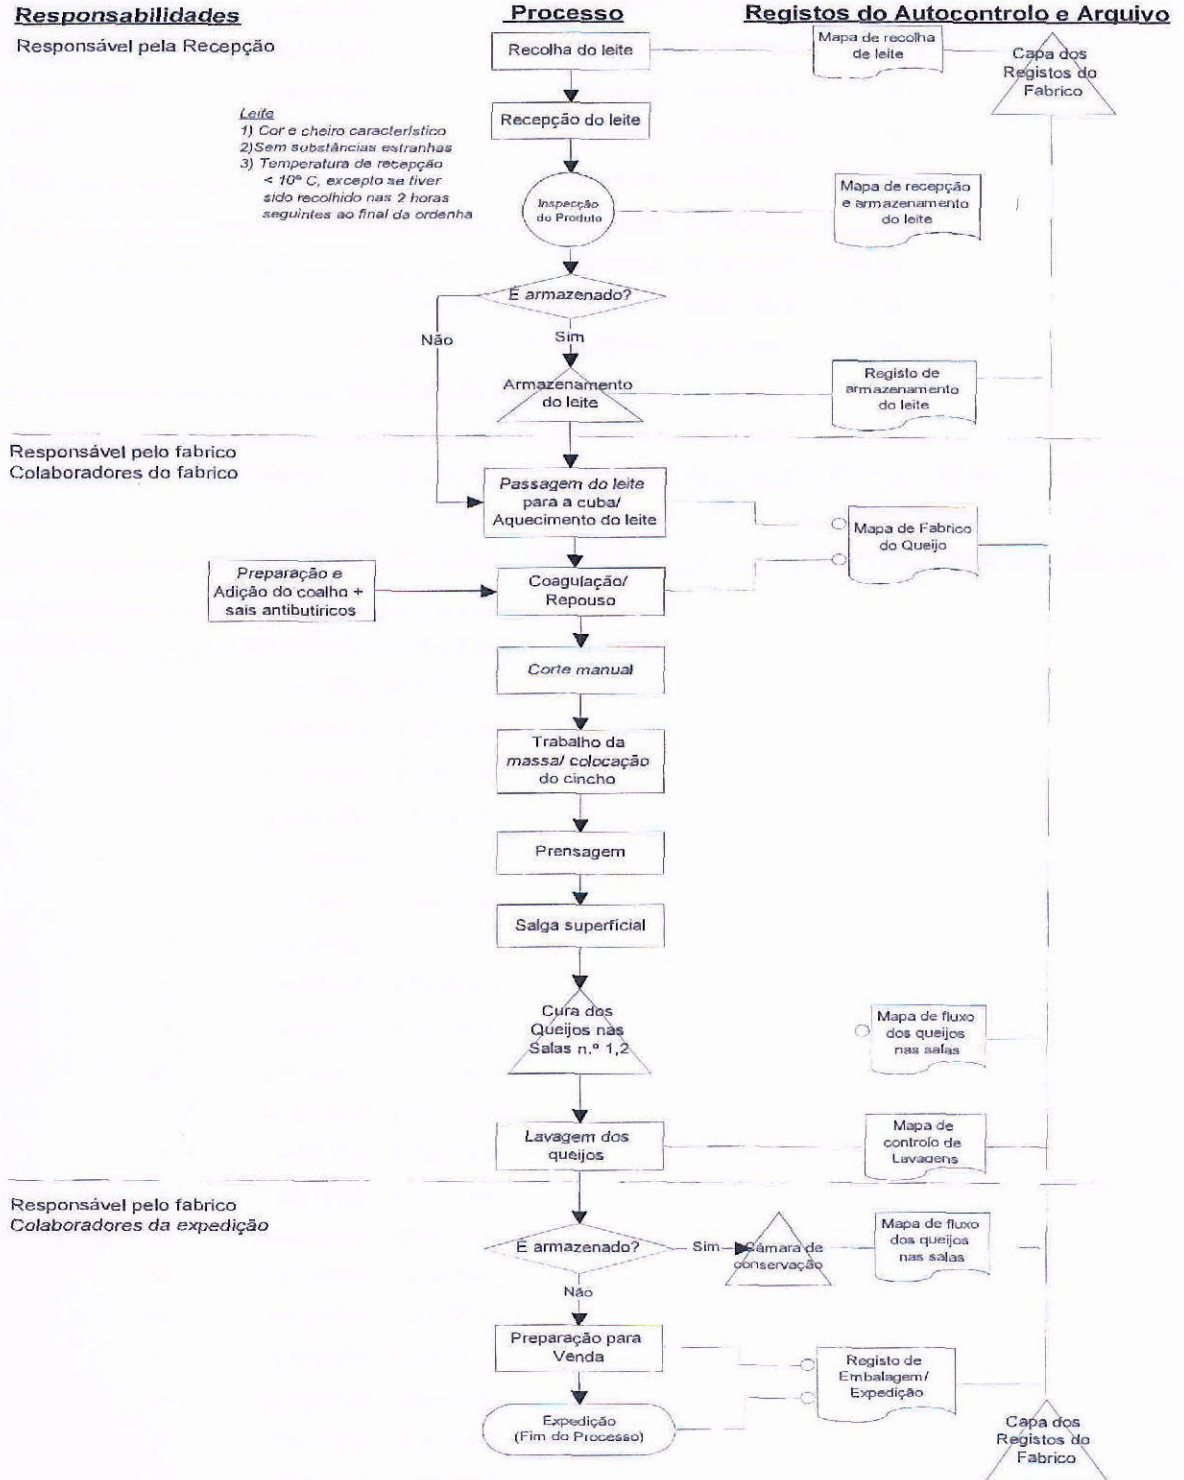 Responsabilidades
Processo
Registos do Autocontrolo e Arquivo
Responsável pela Recepção
Recolha do leite
Mapa de recolha
de leite
Capa dos
Registos do
Fabrico
Leite
1) Cor e cheiro característico
2)Sem substâncias estranhas
3) Temperatura de recepção
< 10º C, excepto se tiver
sido recolhido nas 2 horas
seguintes ao final da ordenha
Recepção do leite
Inspecção
do Produto
Mapa de recepção
e armazenamento
do leite
É armazenado?
Não
Sim
Armazenamento
do leite
Registo de
armazenamento
do leite
Responsável pelo fabrico
Colaboradores do fabrico
Passagem do leite
para a cuba/
Aquecimento do leite
Mapa de Fabrico
do Queijo
Preparação e
Adição do coalho +
sais antibutiricos
Coagulação/
Repouso
Corte manual
Trabalho da
massa/ colocação
do cincho
Prensagem
Salga superficial
Cura dos
Queijos nas
Salas n.º 1,2
Mapa de fluxo
dos queijos
nas salas
Lavagem dos
queijos
Mapa de
controlo de
Lavagens
Responsável pelo fabrico
Colaboradores da expedição
É armazenado?
Sim
Câmara de
conservação
Mapa de fluxo
dos queijos
nas salas
Não
Preparação para
Venda
Registo de
Embalagem/
Expedição
Expedição
(Fim do Processo)
Capa dos
Registos do
Fabrico